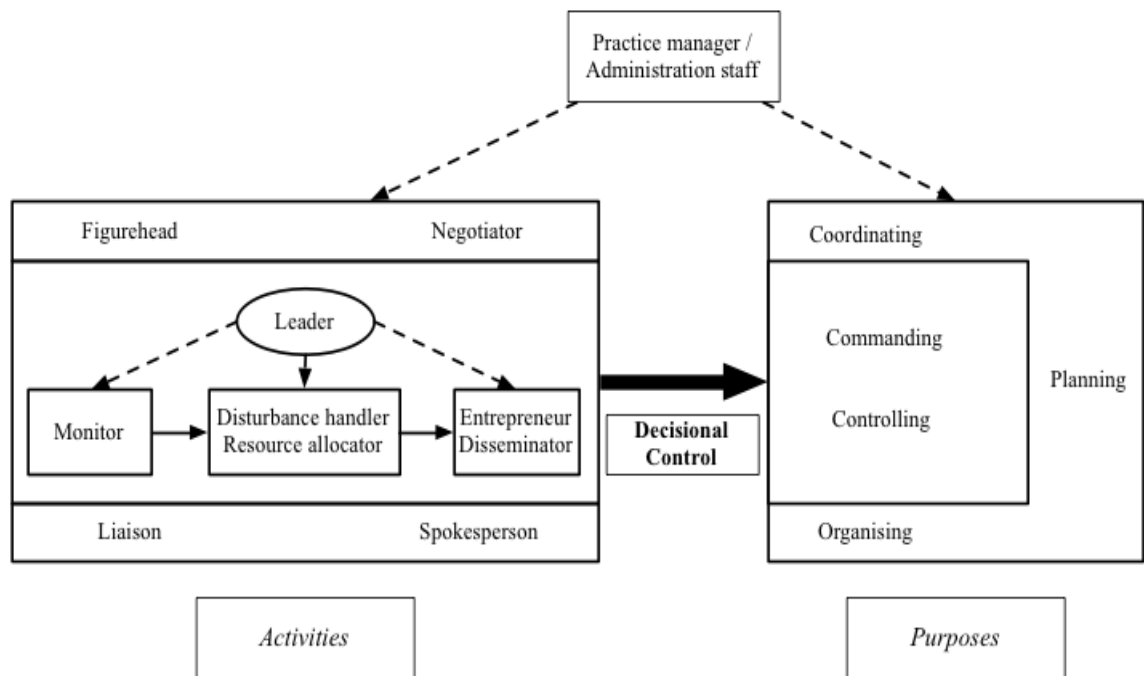 Practice manager /
Administration staff
Figurehead
Negotiator
Leader
Monitor
Disturbance handler
Resource allocator
Entrepreneur
Disseminator
Liaison
Spokesperson
Decisional
Control
Coordinating
Commanding
Controlling
Planning
Organising
Activities
Purposes